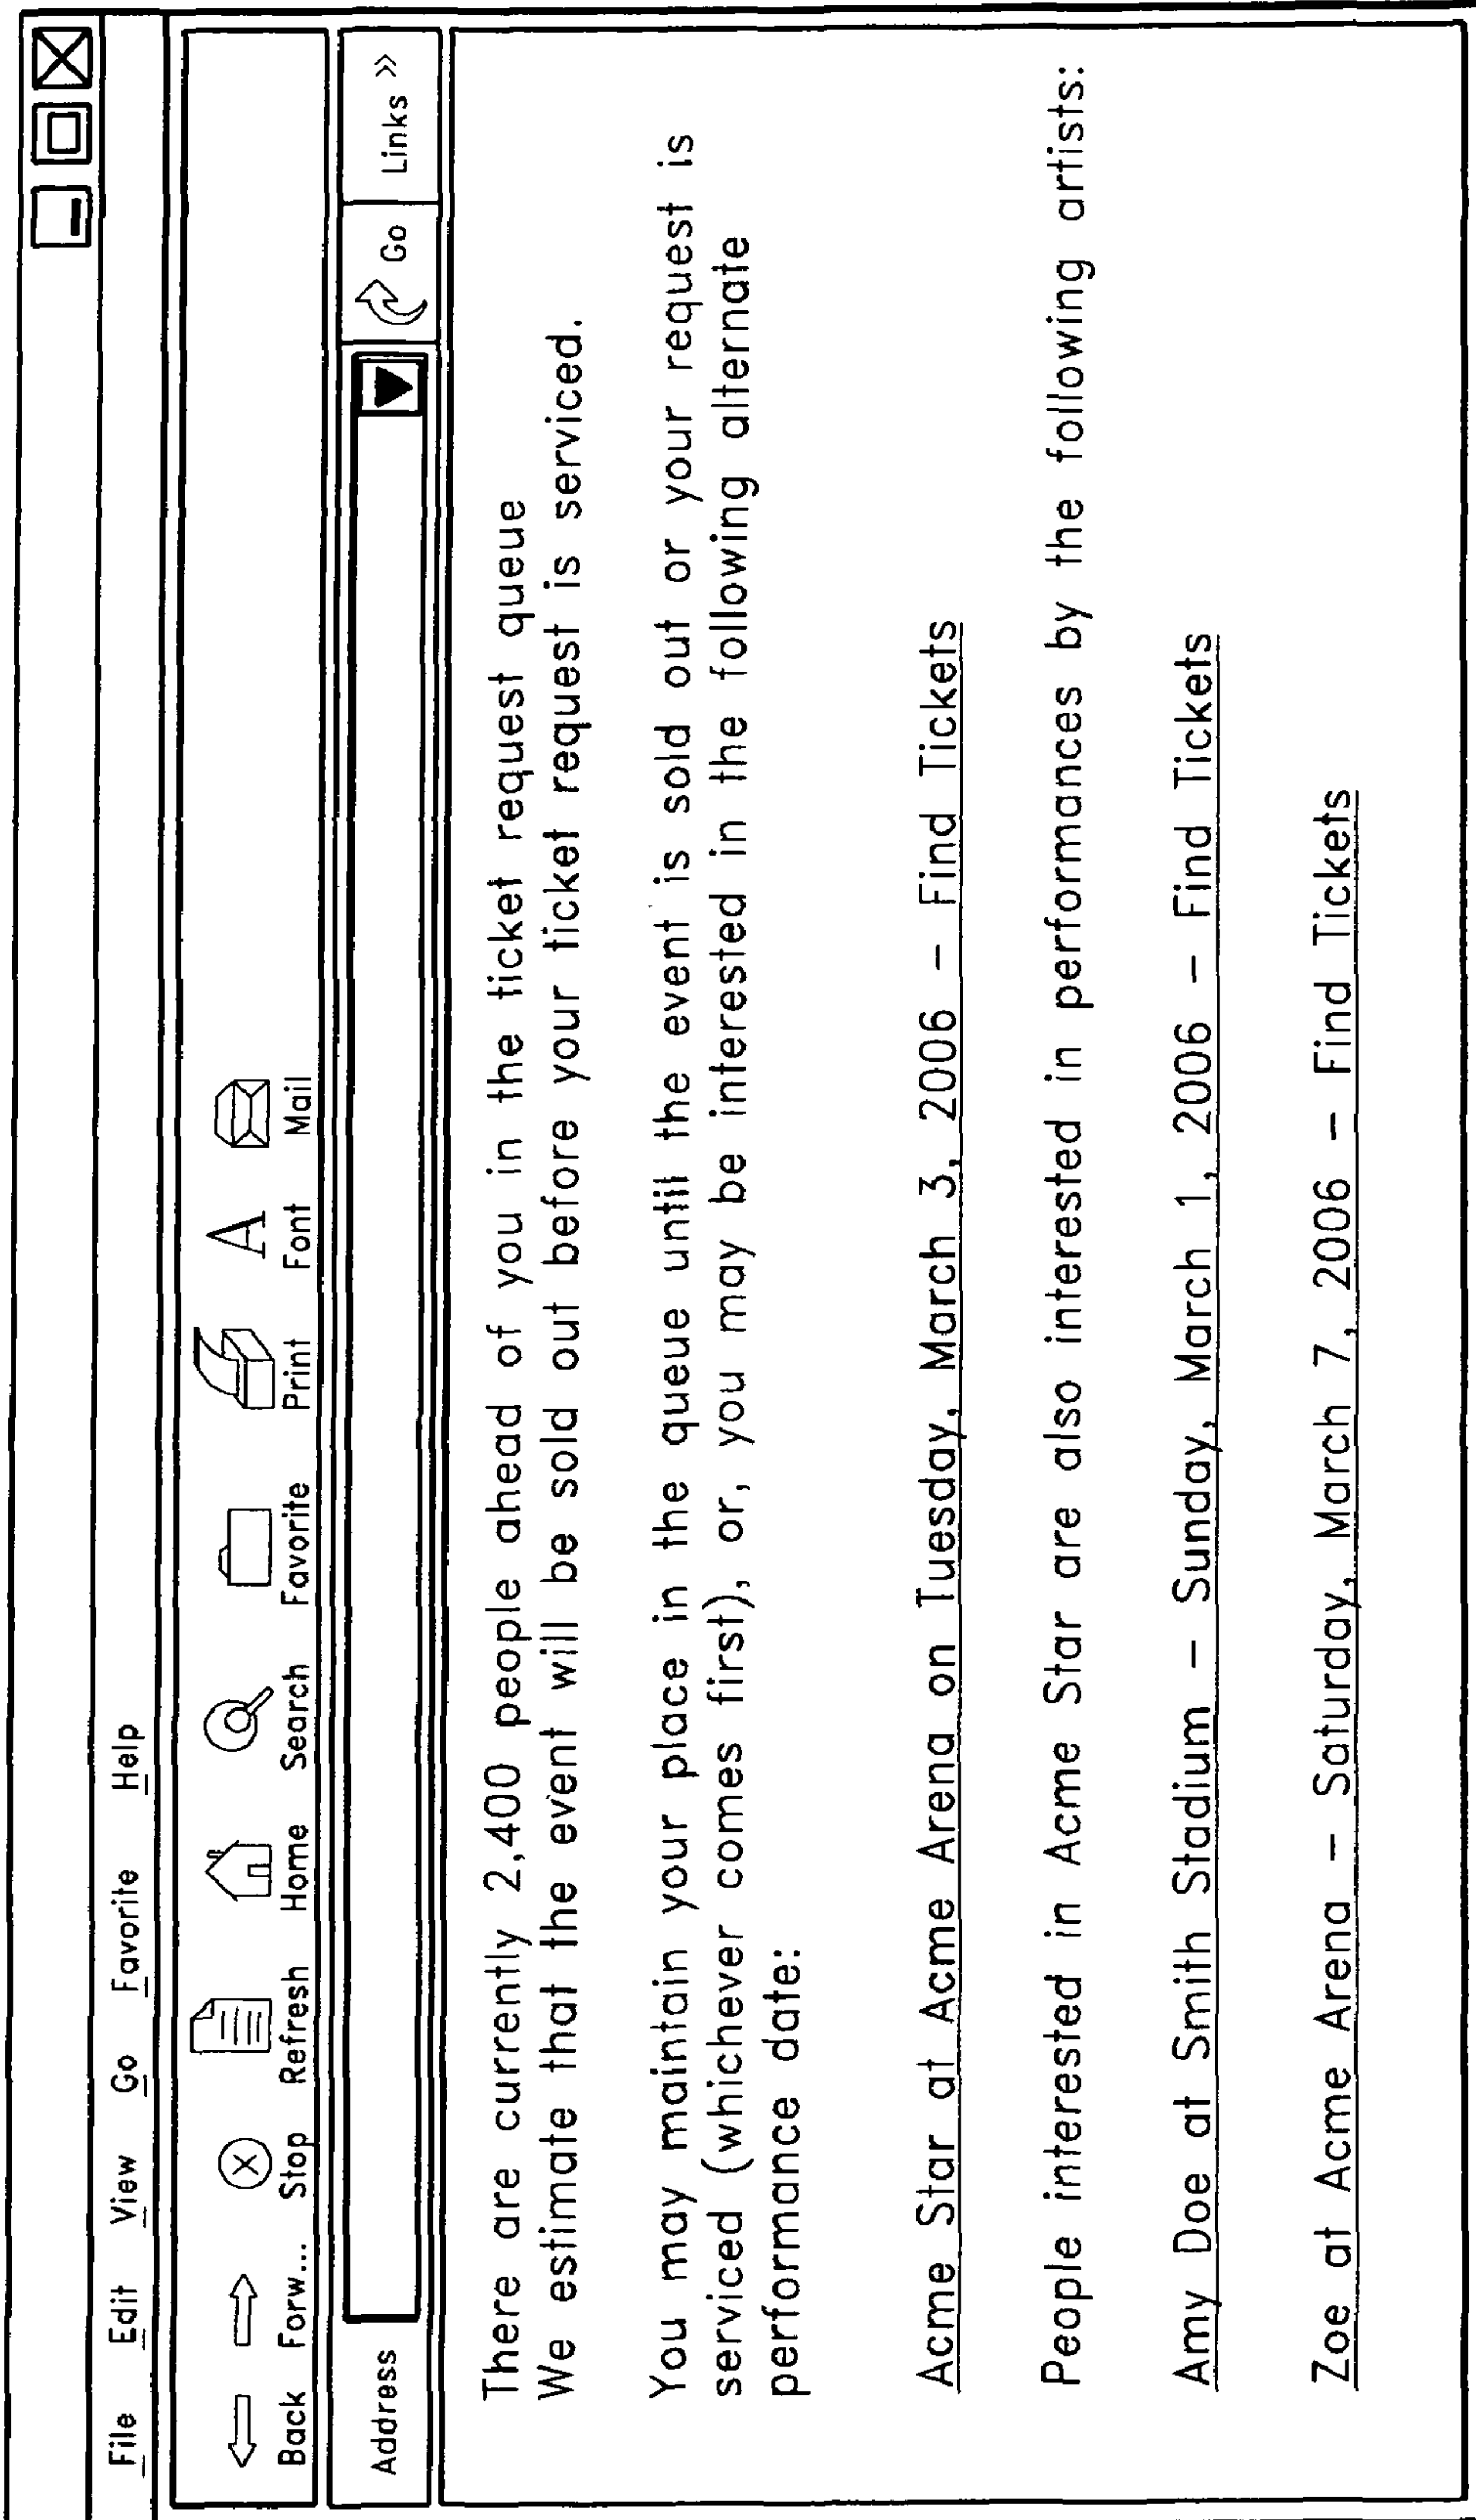 File Edit View Go Favorite Help
Back Forw... Stop Refresh Home Search Favorite Print Font Mail
Address Go Links »
There are currently 2,400 people ahead of you in the ticket request queue
We estimate that the event will be sold out before your ticket request is serviced.
You may maintain your place in the queue until the event is sold out or your request is
serviced (whichever comes first), or, you may be interested in the following alternate
performance date:
Acme Star at Acme Arena on Tuesday, March 3, 2006 – Find Tickets
People interested in Acme Star are also interested in performances by the following artists:
Amy Doe at Smith Stadium – Sunday, March 1, 2006 – Find Tickets
Zoe at Acme Arena – Saturday, March 7, 2006 – Find Tickets